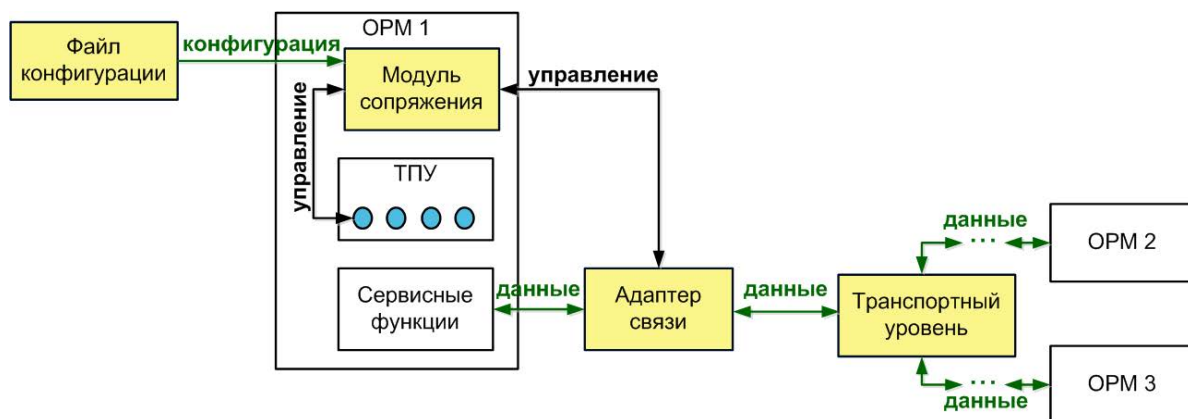 ОРМ 1
Файл
конфигурации
конфигурация
Модуль
сопряжения
управление
управление
ТПУ
Сервисные
функции
данные
Адаптер
связи
данные
Транспортный
уровень
данные
...
ОРМ 2
...
данные
ОРМ 3